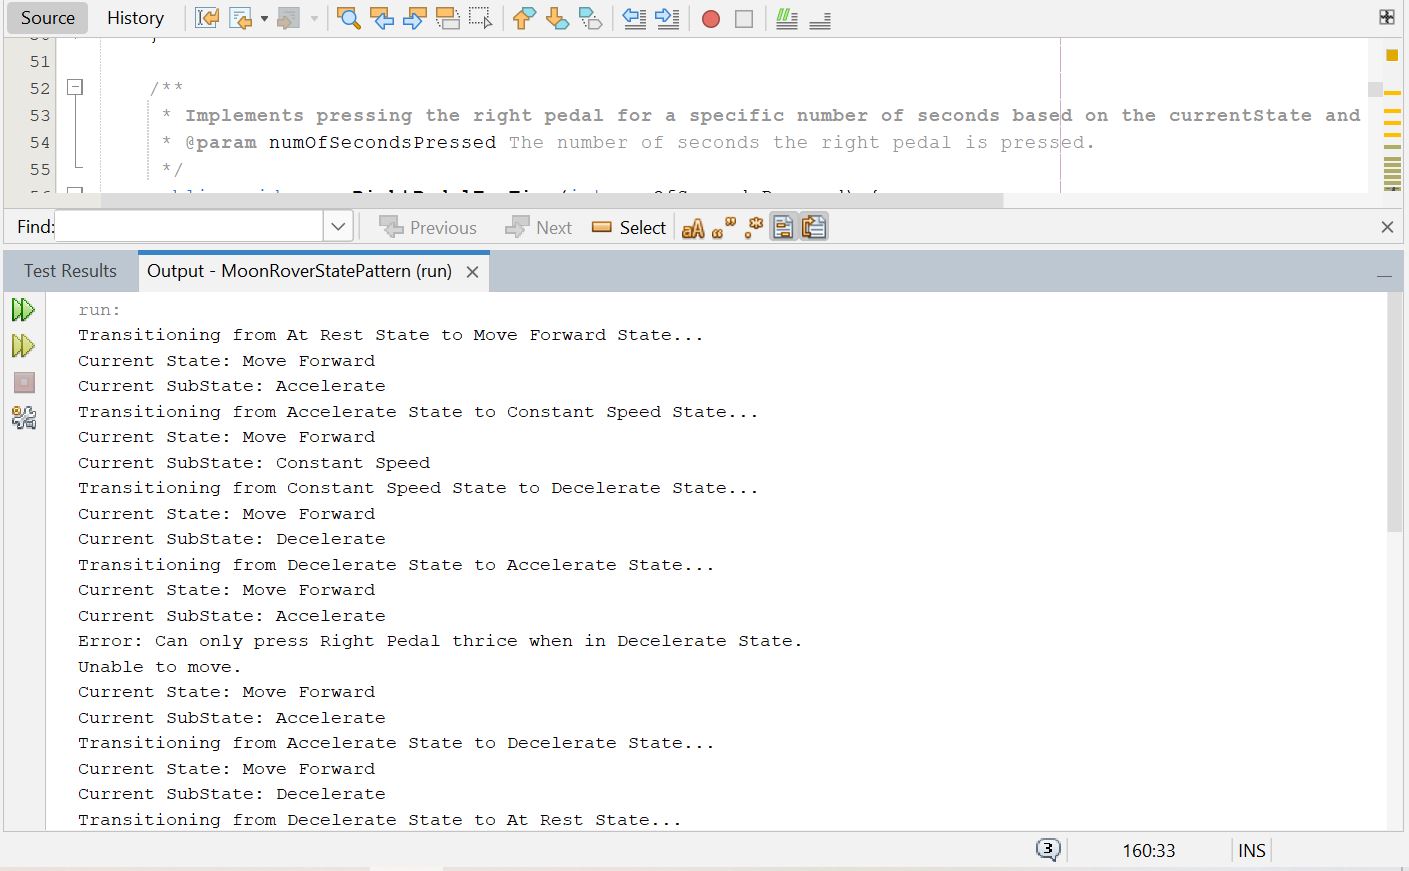 Source History
51
52 /**
53 * Implements pressing the right pedal for a specific number of seconds based on the currentState and
54 * @param numOfSecondsPressed The number of seconds the right pedal is pressed.
55 */
Find: Previous Next Select
Test Results Output - MoonRoverStatePattern (run)
run:
Transitioning from At Rest State to Move Forward State...
Current State: Move Forward
Current SubState: Accelerate
Transitioning from Accelerate State to Constant Speed State...
Current State: Move Forward
Current SubState: Constant Speed
Transitioning from Constant Speed State to Decelerate State...
Current State: Move Forward
Current SubState: Decelerate
Transitioning from Decelerate State to Accelerate State...
Current State: Move Forward
Current SubState: Accelerate
Error: Can only press Right Pedal thrice when in Decelerate State.
Unable to move.
Current State: Move Forward
Current SubState: Accelerate
Transitioning from Accelerate State to Decelerate State...
Current State: Move Forward
Current SubState: Decelerate
Transitioning from Decelerate State to At Rest State...
3 160:33 INS